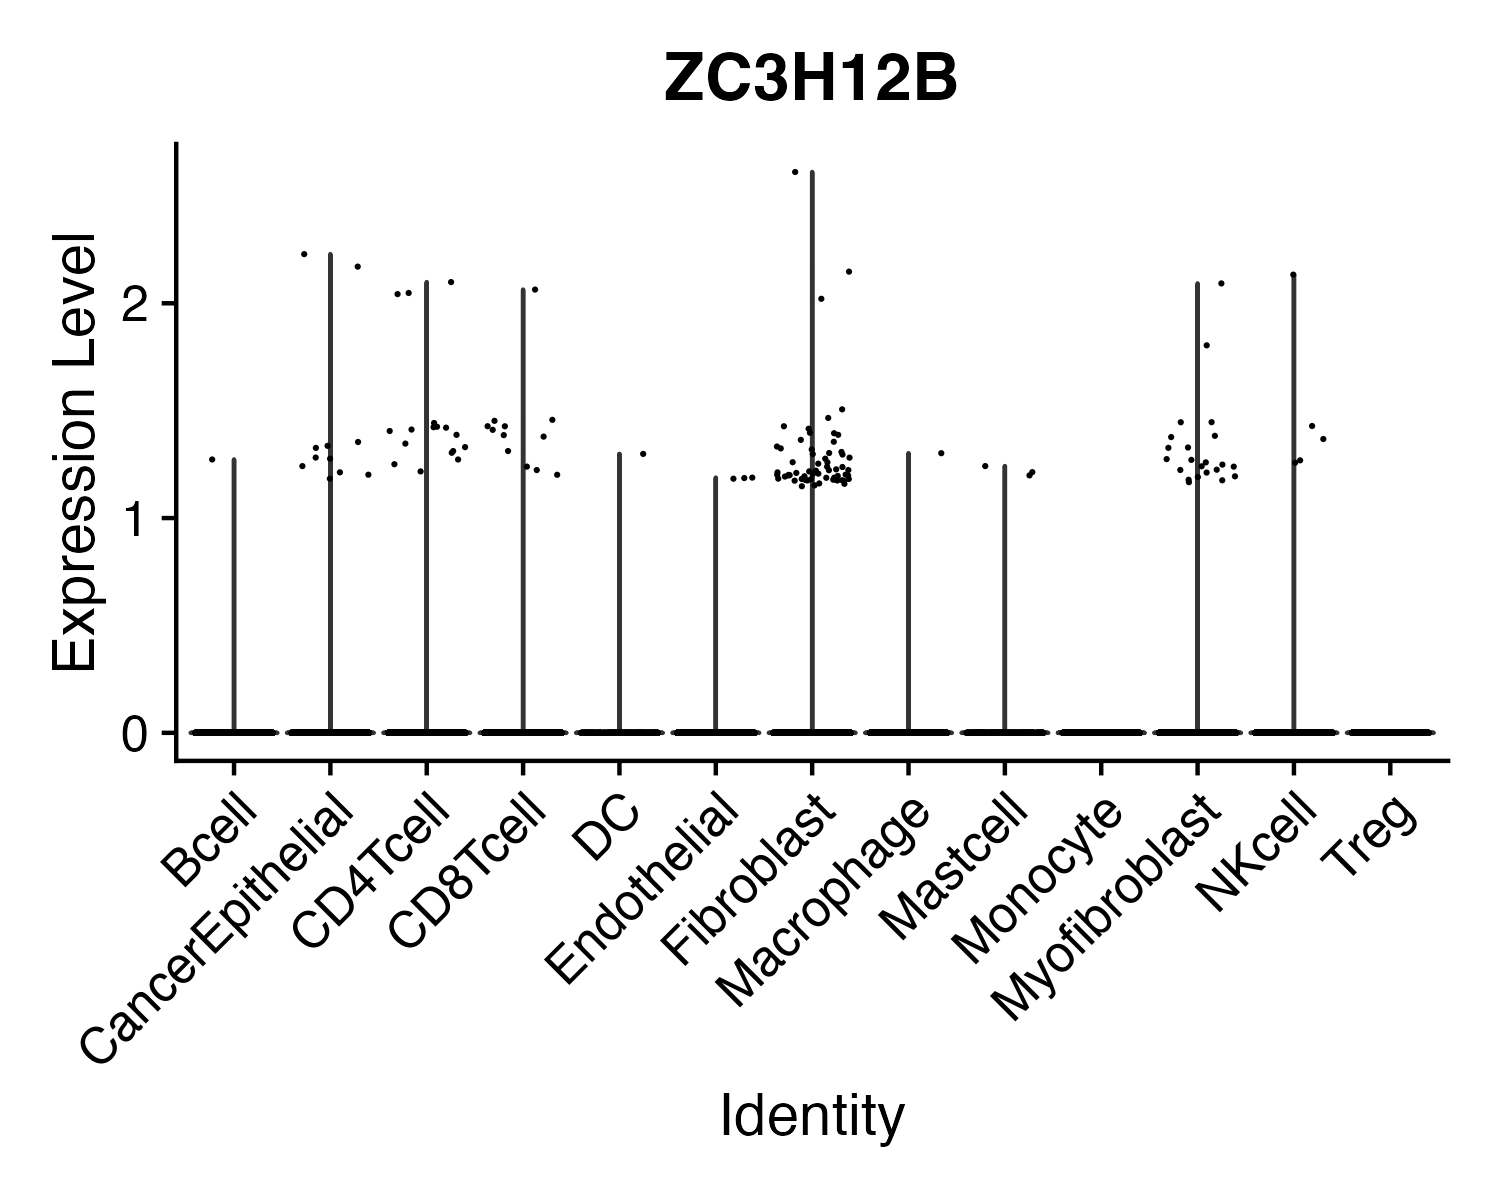 ZC3H12B
Expression Level
2
1
0
Bcell
CancerEpithelial
CD4Tcell
CD8Tcell
DC
Endothelial
Fibroblast
Macrophage
Mastcell
Monocyte
Myofibroblast
NKcell
Treg
Identity